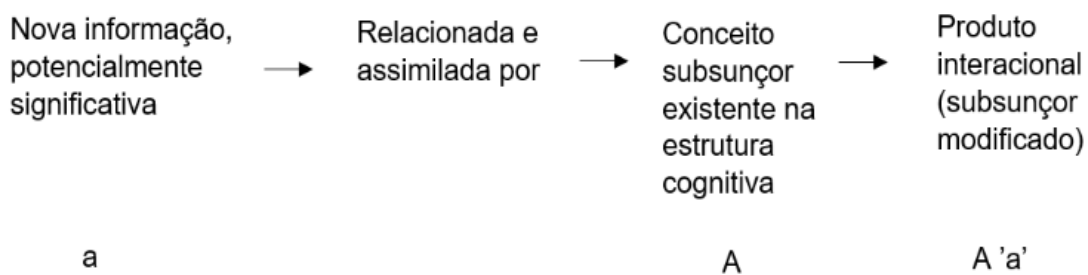 Nova informação,
potencialmente
significativa
Relacionada e
assimilada por
Conceito
subsunçor
existente na
estrutura
cognitiva
Produto
interacional
(subsunçor
modificado)
a
A
A ’a’